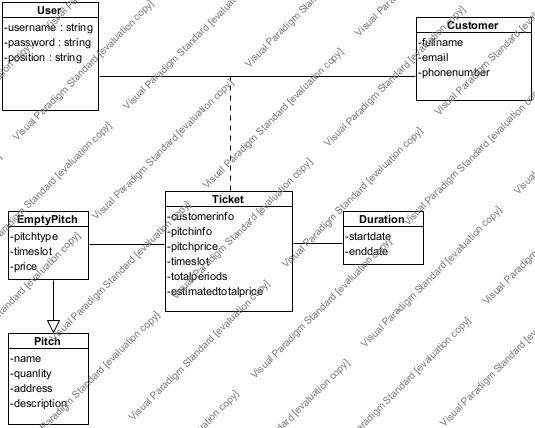 User
-username : string
-password : string
-position : string
Customer
-fullname
-email
-phonenumber
Ticket
-customerinfo
-pitchinfo
-pitchprice
-timeslot
-totalperiods
-estimatedtotalprice
EmptyPitch
-pitchtype
-timeslot
-price
Duration
-startdate
-enddate
Pitch
-name
-quanlity
-address
-description
Visual Paradigm Standard [evaluation copy]